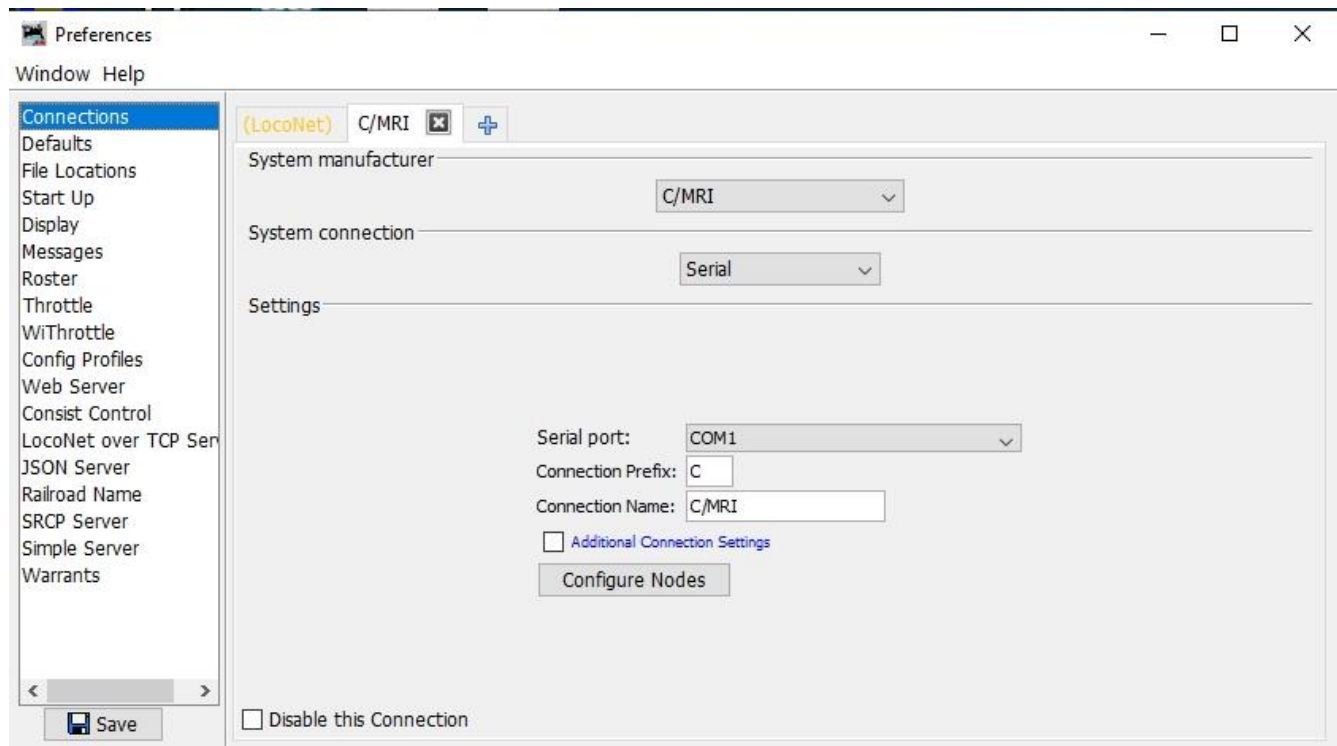 Preferences
Window Help
Connections
Defaults
File Locations
Start Up
Display
Messages
Roster
Throttle
WiThrottle
Config Profiles
Web Server
Consist Control
LocoNet over TCP Ser
JSON Server
Railroad Name
SRCP Server
Simple Server
Warrants
Save
(LocoNet) C/MRI
System manufacturer
C/MRI
System connection
Serial
Settings
Serial port: COM1
Connection Prefix: C
Connection Name: C/MRI
Additional Connection Settings
Configure Nodes
Disable this Connection